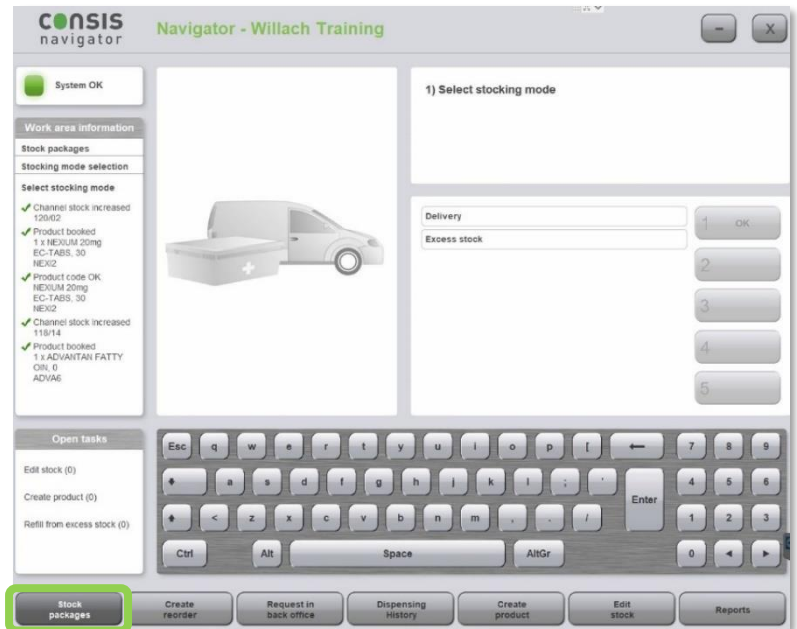 CONSIS
navigator
Navigator - Willach Training
-
X
System OK
Work area information
Stock packages
Stocking mode selection
Select stocking mode
Channel stock increased
120/02
Product booked
1 x NEXIUM 20mg
EC-TABS, 30
NEXI2
Product code OK
NEXIUM 20mg
EC-TABS, 30
NEXI2
Channel stock increased
118/14
Product booked
1 x ADVANTAN FATTY
OIN, 0
ADVA6
1) Select stocking mode
Delivery
Excess stock
1 OK
2
3
4
5
Open tasks
Edit stock (0)
Create product (0)
Refill from excess stock (0)
Esc q w e r t y u i o p [ ← 7 8 9
a s d f g h j k l ; ' Enter 4 5 6
< z x c v b n m , . / 1 2 3
Ctrl Alt Space AltGr 0 ◄ ►
Stock
packages
Create
reorder
Request in
back office
Dispensing
History
Create
product
Edit
stock
Reports